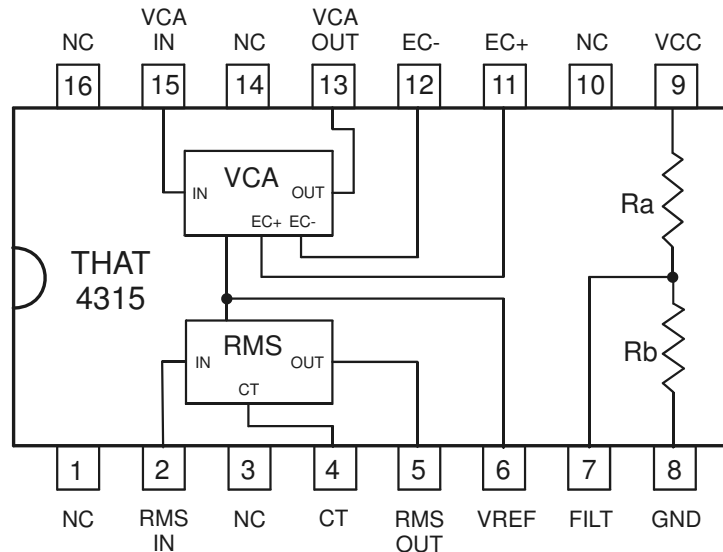 NC
VCA IN
NC
VCA OUT
EC-
EC+
NC
VCC
16
15
14
13
12
11
10
9
VCA
IN
OUT
EC+
EC-
Ra
THAT
4315
RMS
IN
OUT
CT
Rb
1
2
3
4
5
6
7
8
NC
RMS IN
NC
CT
RMS OUT
VREF
FILT
GND